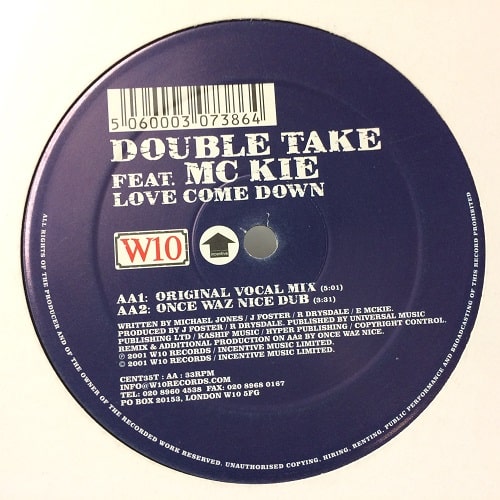 5 060003 073864
DOUBLE TAKE
FEAT. MC KIE
LOVE COME DOWN
W10
incentive
AA1: ORIGINAL VOCAL MIX (5:01)
AA2: ONCE WAZ NICE DUB (3:31)
WRITTEN BY MICHAEL JONES / J FOSTER / R DRYSDALE / E MCKIE.
PRODUCED BY J FOSTER / R DRYSDALE. PUBLISHED BY UNIVERSAL MUSIC
PUBLISHING LTD / KASHIF MUSIC / HYPER PUBLISHING / COPYRIGHT CONTROL.
REMIX & ADDITIONAL PRODUCTION ON AA2 BY ONCE WAZ NICE.
℗ 2001 W10 RECORDS / INCENTIVE MUSIC LIMITED.
© 2001 W10 RECORDS / INCENTIVE MUSIC LIMITED.
CENT35T : AA : 33RPM
INFO@W10RECORDS.COM
TEL: 020 8960 4538 FAX: 020 8968 0167
PO BOX 20153, LONDON W10 5FG
ALL RIGHTS OF THE PRODUCER AND OF THE OWNER OF THE RECORDED WORK RESERVED. UNAUTHORISED COPYING, HIRING, RENTING, PUBLIC PERFORMANCE AND BROADCASTING OF THIS RECORD PROHIBITED